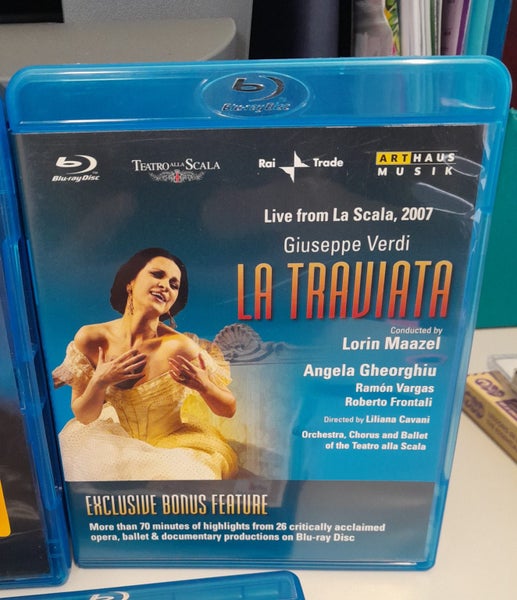 Blu-ray Disc
Blu-ray Disc
TEATRO ALLA SCALA
Rai Trade
ARTHAUS
MUSIK
Live from La Scala, 2007
Giuseppe Verdi
LA TRAVIATA
Conducted by
Lorin Maazel
Angela Gheorghiu
Ramón Vargas
Roberto Frontali
Directed by Liliana Cavani
Orchestra, Chorus and Ballet
of the Teatro alla Scala
EXCLUSIVE BONUS FEATURE
More than 70 minutes of highlights from 26 critically acclaimed
opera, ballet & documentary productions on Blu-ray Disc